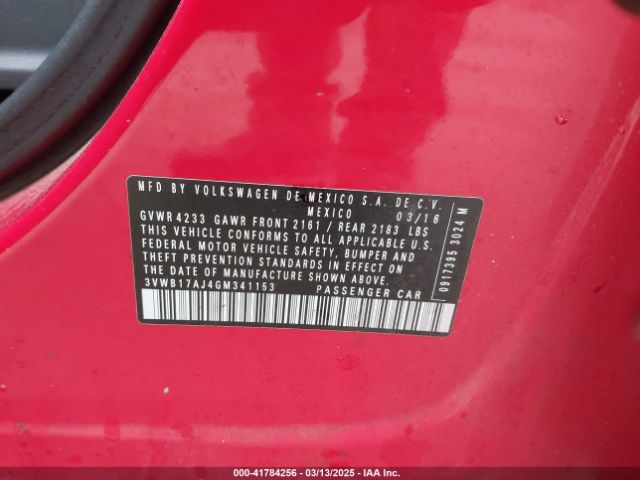 MFD BY VOLKSWAGEN DE MEXICO S.A. DE C.V.
MEXICO 03/16
GVWR 4233 GAWR FRONT 2161 / REAR 2183 LBS
THIS VEHICLE CONFORMS TO ALL APPLICABLE U.S.
FEDERAL MOTOR VEHICLE SAFETY, BUMPER AND
THEFT PREVENTION STANDARDS IN EFFECT ON
THE DATE OF MANUFACTURE SHOWN ABOVE.
3VWB17AJ4GM341153 PASSENGER CAR
0917395 3024 M
000-41784256 - 03/13/2025 - IAA Inc.